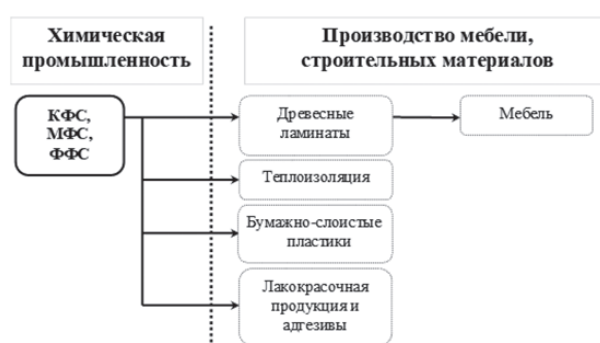 Химическая
промышленность
Производство мебели,
строительных материалов
КФС,
МФС,
ФФС
Древесные
ламинаты
Мебель
Теплоизоляция
Бумажно-слоистые
пластики
Лакокрасочная
продукция и
адгезивы